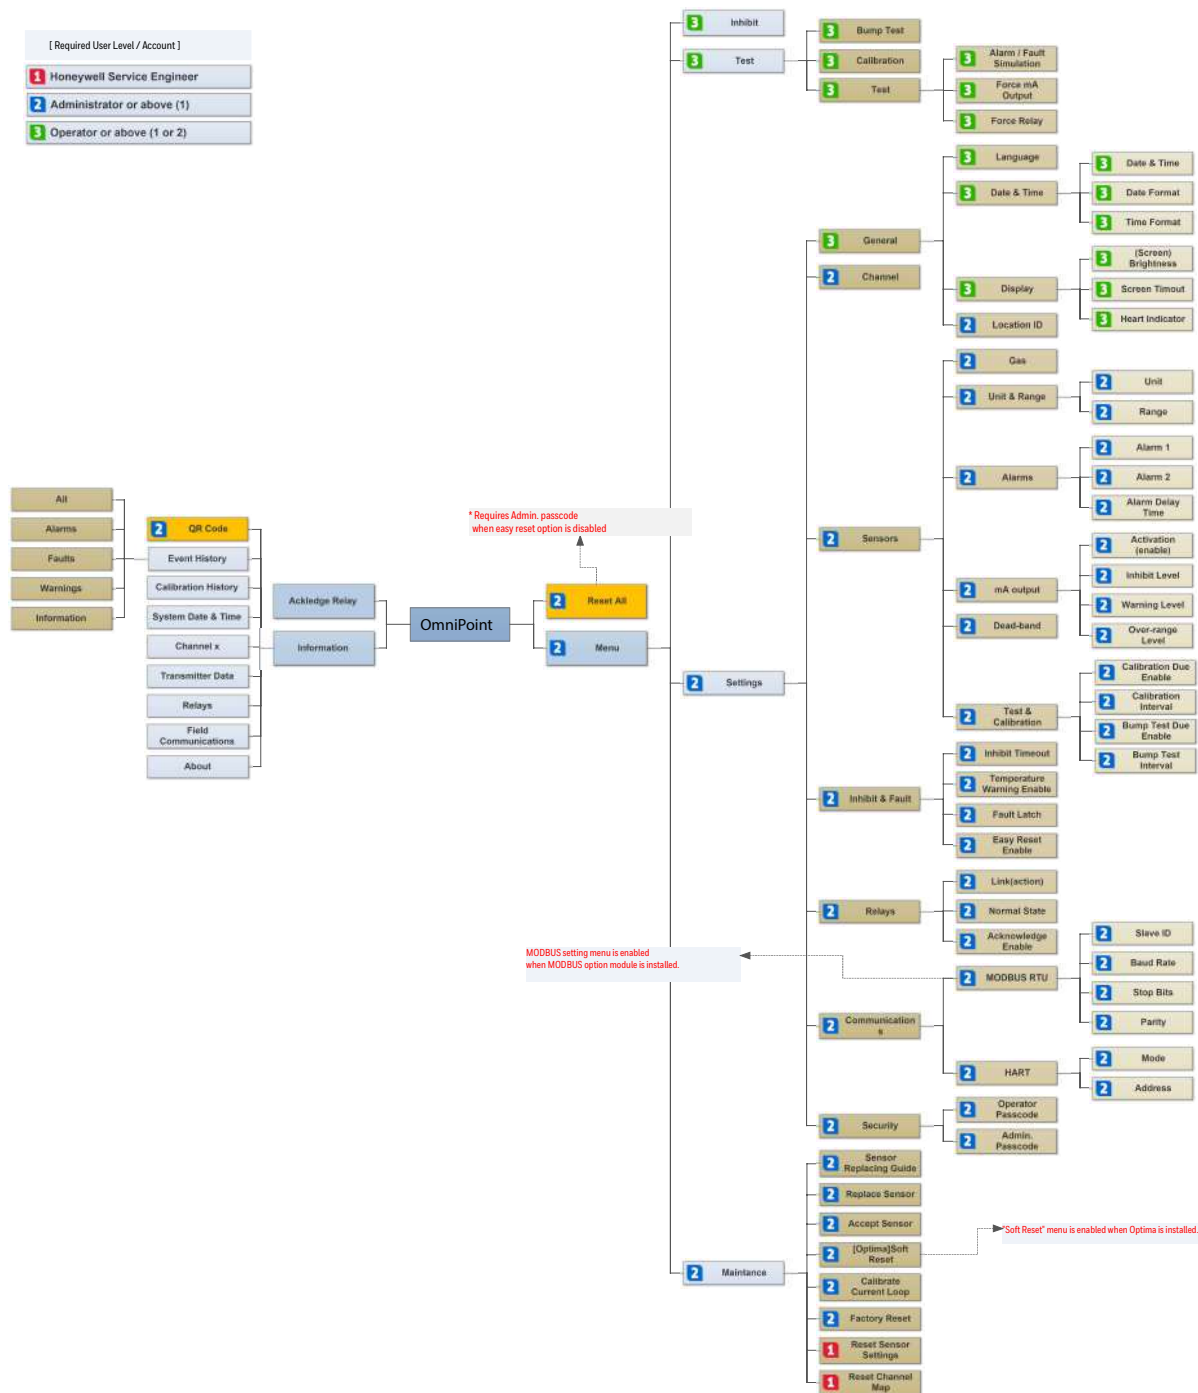 [ Required User Level / Account ]
1 Honeywell Service Engineer
2 Administrator or above (1)
3 Operator or above (1 or 2)
All
Alarms
Faults
Warnings
Information
2 QR Code
Event History
Calibration History
System Date & Time
Channel x
Transmitter Data
Relays
Field
Communications
About
Ackledge Relay
Information
OmniPoint
* Requires Admin. passcode
when easy reset option is disabled
2 Reset All
2 Menu
3 Inhibit
3 Test
3 Bump Test
3 Calibration
3 Test
3 Alarm / Fault
Simulation
3 Force mA
Output
3 Force Relay
2 Settings
3 General
3 Language
3 Date & Time
3 Date & Time
3 Date Format
3 Time Format
3 Display
3 (Screen)
Brightness
3 Screen Timout
3 Heart Indicator
2 Location ID
2 Channel
2 Sensors
2 Gas
2 Unit & Range
2 Unit
2 Range
2 Alarms
2 Alarm 1
2 Alarm 2
2 Alarm Delay
Time
2 mA output
2 Activation
(enable)
2 Inhibit Level
2 Warning Level
2 Over-range
Level
2 Dead-band
2 Test &
Calibration
2 Calibration Due
Enable
2 Calibration
Interval
2 Bump Test Due
Enable
2 Bump Test
Interval
2 Inhibit & Fault
2 Inhibit Timeout
2 Temperature
Warning Enable
2 Fault Latch
2 Easy Reset
Enable
2 Relays
2 Link(action)
2 Normal State
2 Acknowledge
Enable
MODBUS setting menu is enabled
when MODBUS option module is installed.
2 Communication
s
2 MODBUS RTU
2 Slave ID
2 Baud Rate
2 Stop Bits
2 Parity
2 HART
2 Mode
2 Address
2 Security
2 Operator
Passcode
2 Admin.
Passcode
2 Maintance
2 Sensor
Replacing Guide
2 Replace Sensor
2 Accept Sensor
2 [Optima]Soft
Reset
"Soft Reset" menu is enabled when Optima is installed.
2 Calibrate
Current Loop
2 Factory Reset
1 Reset Sensor
Settings
1 Reset Channel
Map